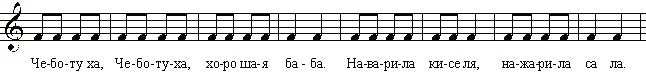 Че-бо-ту ха, Че-бо-ту-ха, хо-ро ша-я ба - ба. На-ва-ри-ла ки-се ля, на-жа-ри-ла са ла.